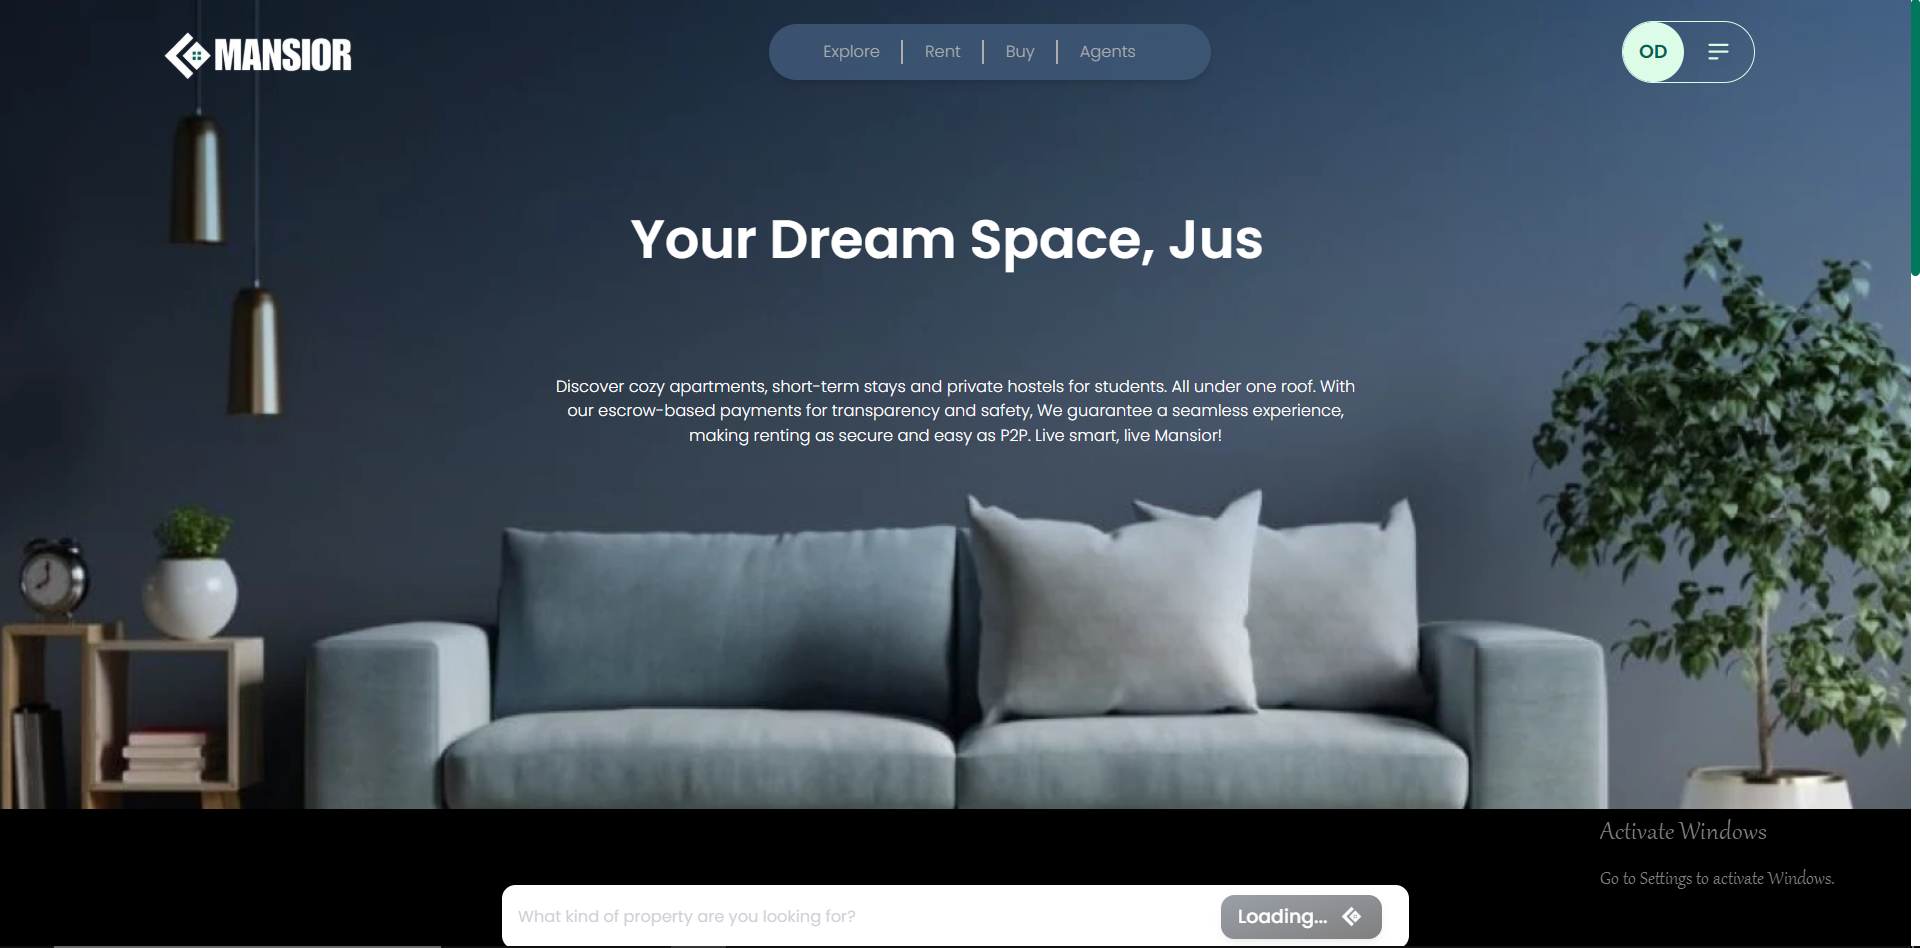 MANSIOR
Explore
Rent
Buy
Agents
OD
Your Dream Space, Jus
Discover cozy apartments, short-term stays and private hostels for students. All under one roof. With
our escrow-based payments for transparency and safety, We guarantee a seamless experience,
making renting as secure and easy as P2P. Live smart, live Mansior!
Activate Windows
Go to Settings to activate Windows.
What kind of property are you looking for?
Loading...